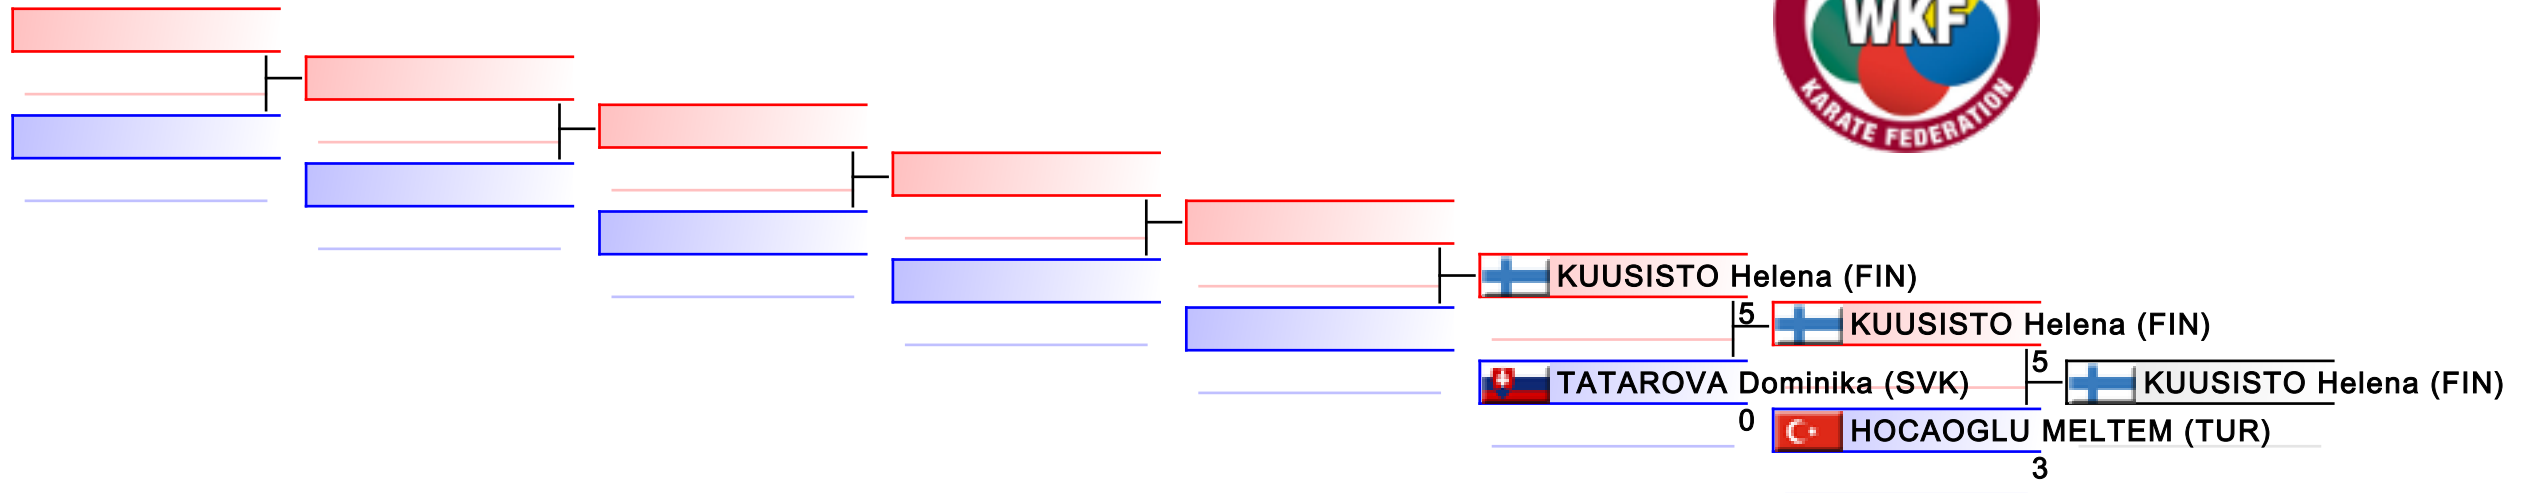 WKF
KARATE FEDERATION
KUUSISTO Helena (FIN)
5
KUUSISTO Helena (FIN)
TATAROVA Dominika (SVK)
0
5
KUUSISTO Helena (FIN)
HOCAOGLU MELTEM (TUR)
3